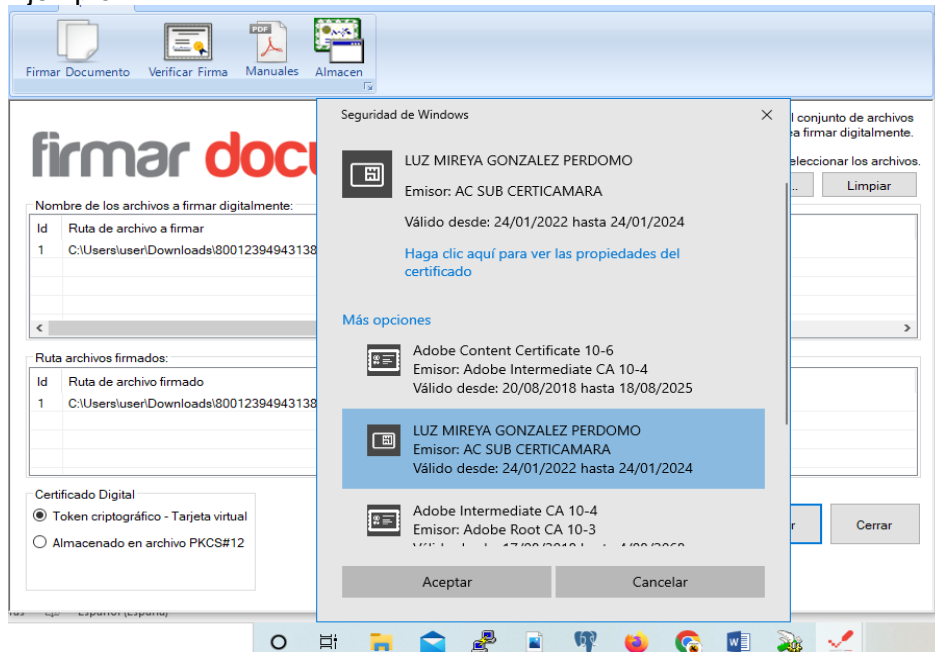 Firmar Documento Verificar Firma Manuales Almacen
PDF
Seguridad de Windows
l conjunto de archivos
a firmar digitalmente.
firmar docu
eleccionar los archivos.
... Limpiar
LUZ MIREYA GONZALEZ PERDOMO
Emisor: AC SUB CERTICAMARA
Válido desde: 24/01/2022 hasta 24/01/2024
Haga clic aquí para ver las propiedades del
certificado
Nombre de los archivos a firmar digitalmente:
Id Ruta de archivo a firmar
1 C:\Users\user\Downloads\80012394943138
Más opciones
Adobe Content Certificate 10-6
Emisor: Adobe Intermediate CA 10-4
Válido desde: 20/08/2018 hasta 18/08/2025
Ruta archivos firmados:
Id Ruta de archivo firmado
1 C:\Users\user\Downloads\80012394943138
LUZ MIREYA GONZALEZ PERDOMO
Emisor: AC SUB CERTICAMARA
Válido desde: 24/01/2022 hasta 24/01/2024
Certificado Digital
Token criptográfico - Tarjeta virtual
Almacenado en archivo PKCS#12
Adobe Intermediate CA 10-4
Emisor: Adobe Root CA 10-3
r Cerrar
Aceptar Cancelar